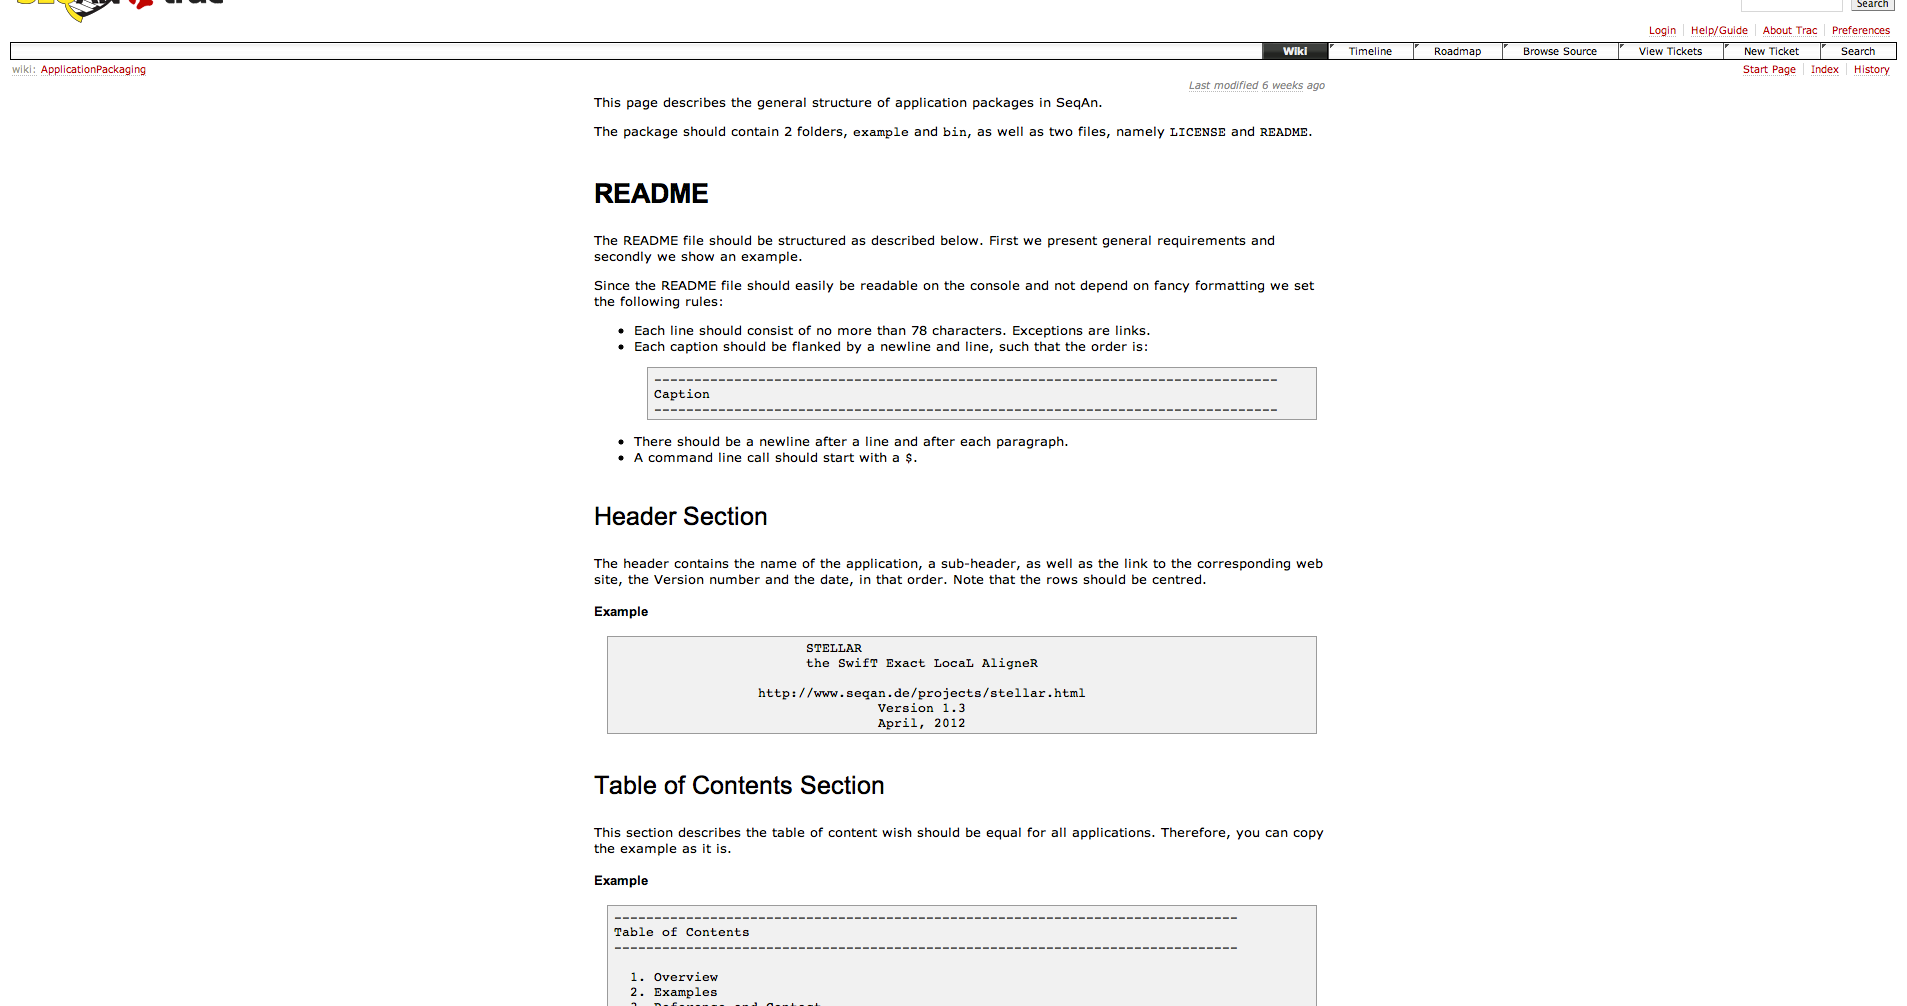 Search
Login Help/Guide About Trac Preferences
Wiki Timeline Roadmap Browse Source View Tickets New Ticket Search
wiki: ApplicationPackaging
Start Page Index History
Last modified 6 weeks ago
This page describes the general structure of application packages in SeqAn.
The package should contain 2 folders, example and bin, as well as two files, namely LICENSE and README.
README
The README file should be structured as described below. First we present general requirements and
secondly we show an example.
Since the README file should easily be readable on the console and not depend on fancy formatting we set
the following rules:
• Each line should consist of no more than 78 characters. Exceptions are links.
• Each caption should be flanked by a newline and line, such that the order is:
------------------------------------------------------------------------------
Caption
------------------------------------------------------------------------------
• There should be a newline after a line and after each paragraph.
• A command line call should start with a $.
Header Section
The header contains the name of the application, a sub-header, as well as the link to the corresponding web
site, the Version number and the date, in that order. Note that the rows should be centred.
Example
STELLAR
the SwifT Exact LocaL AligneR
http://www.seqan.de/projects/stellar.html
Version 1.3
April, 2012
Table of Contents Section
This section describes the table of content wish should be equal for all applications. Therefore, you can copy
the example as it is.
Example
------------------------------------------------------------------------------
Table of Contents
------------------------------------------------------------------------------
1. Overview
2. Examples
3. Reference and Contact